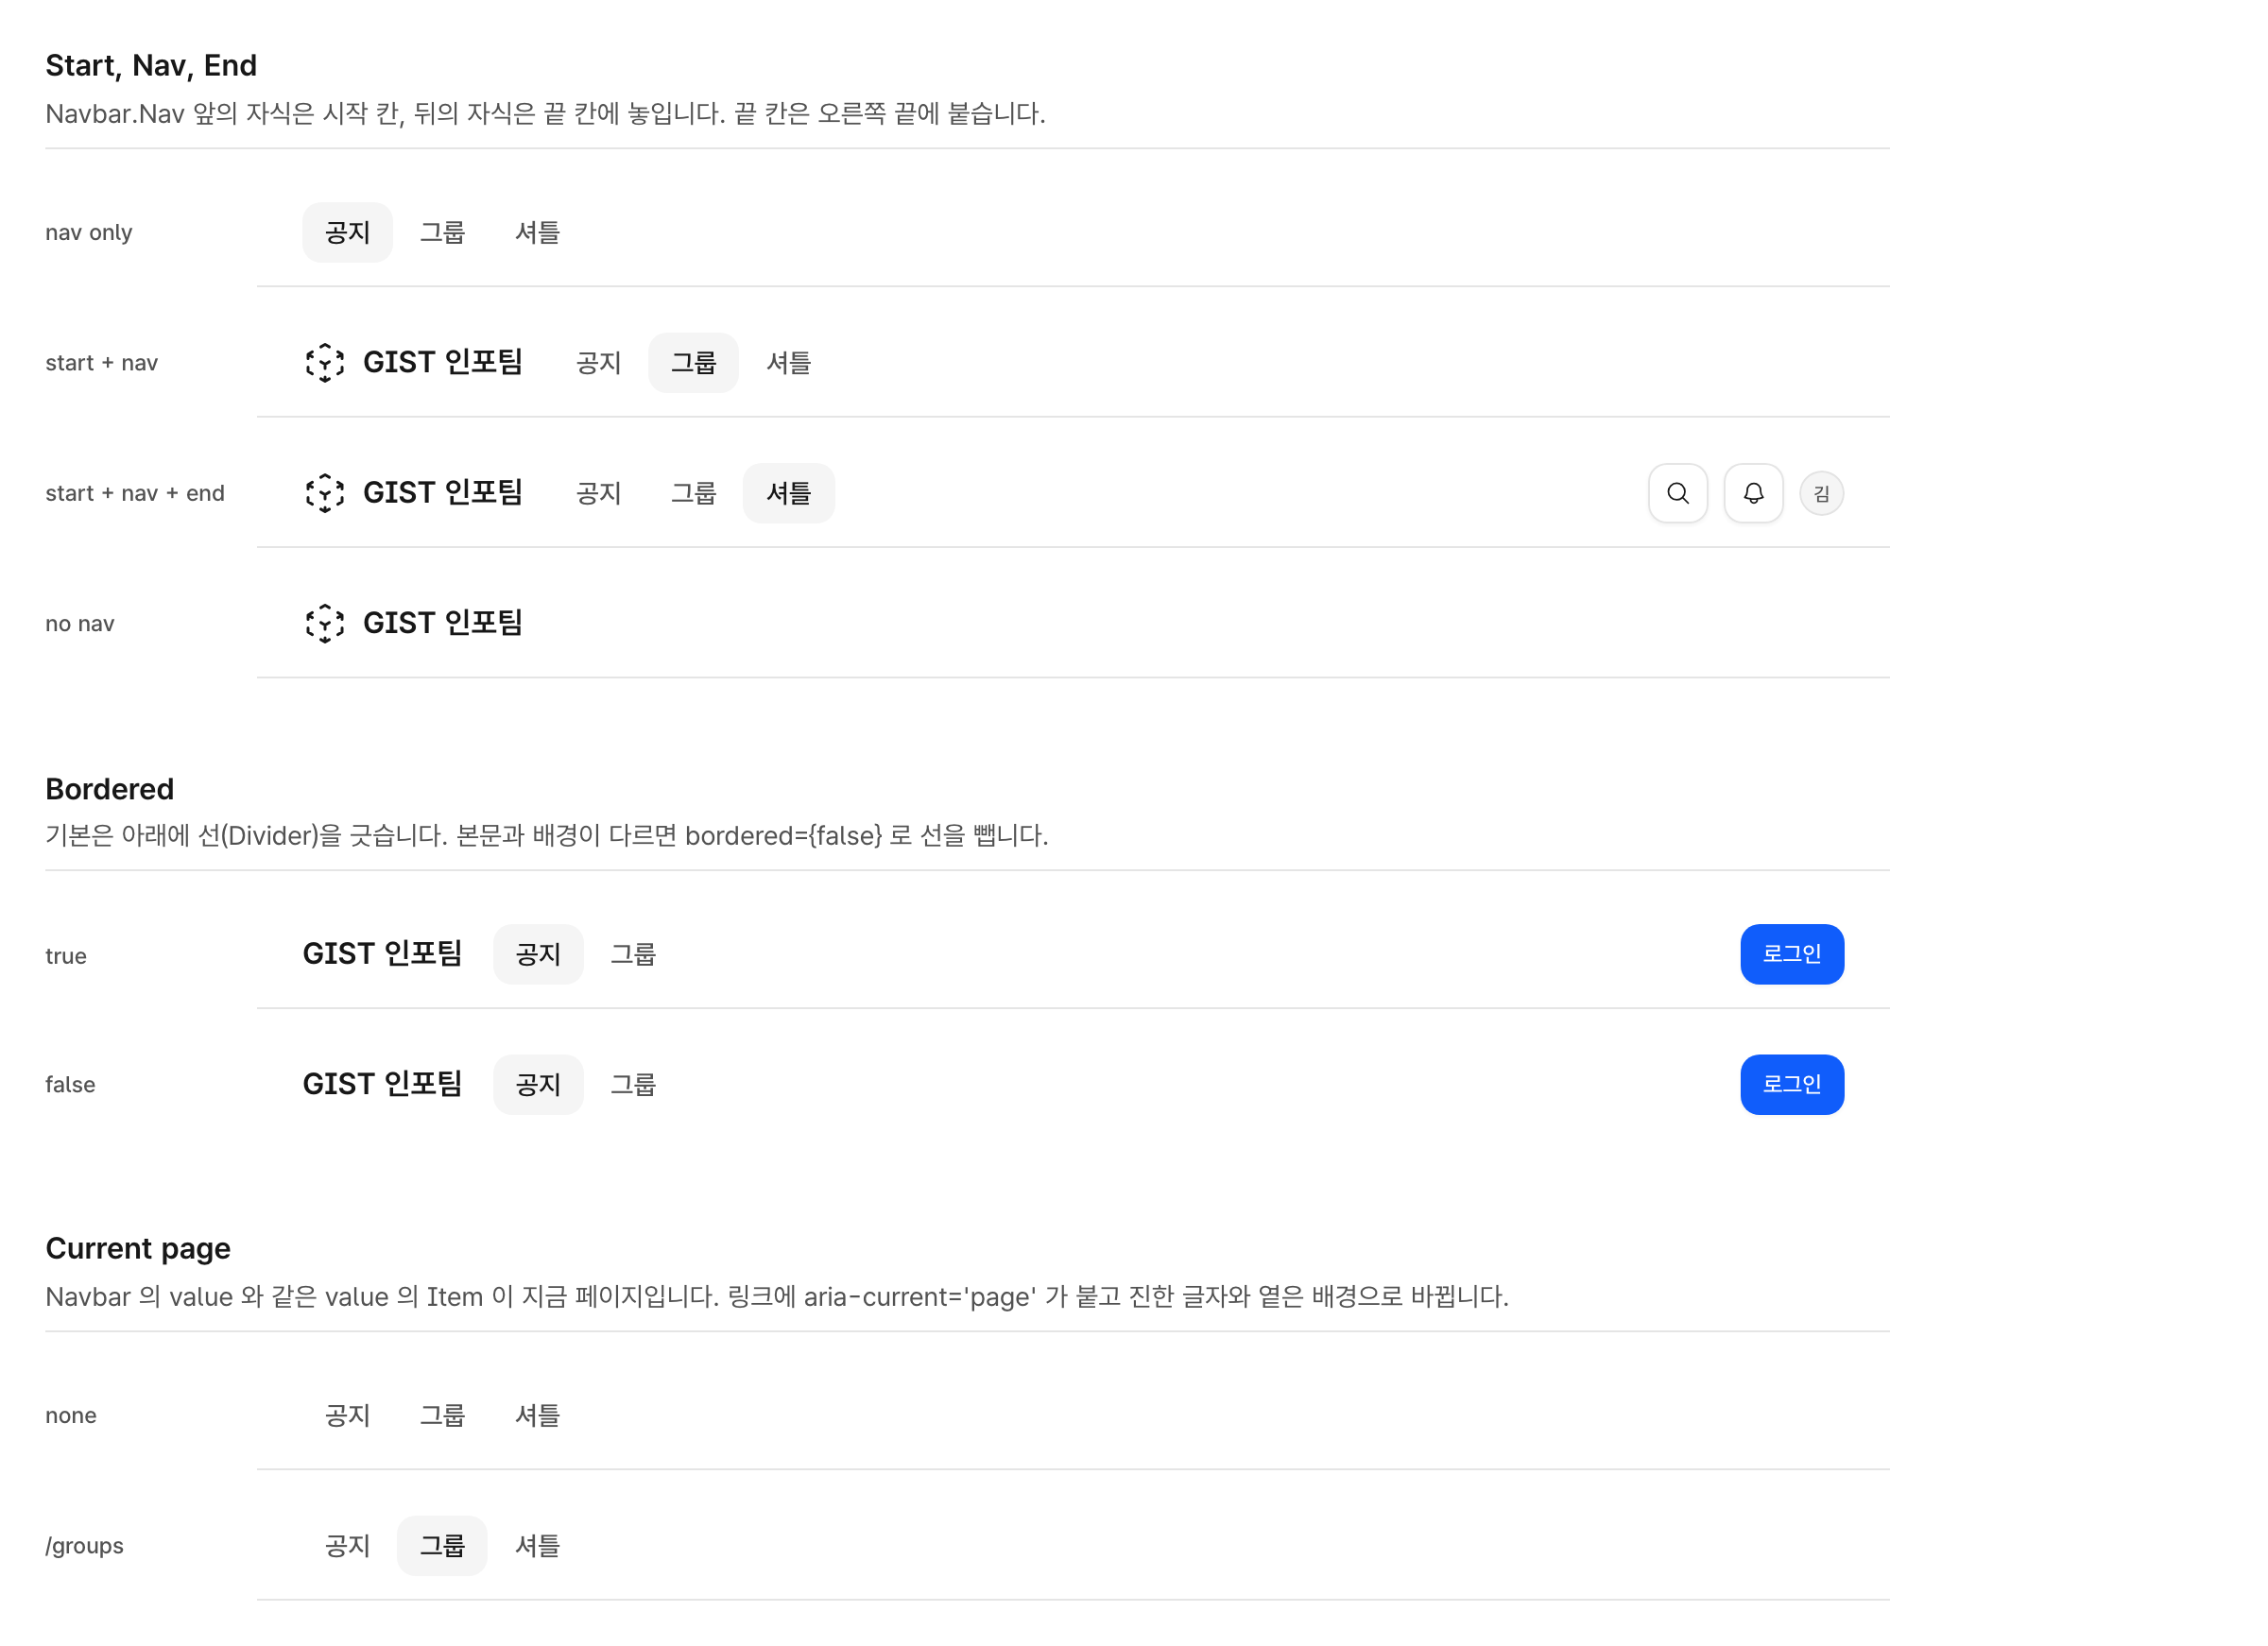 Start, Nav, End
Navbar.Nav 앞의 자식은 시작 칸, 뒤의 자식은 끝 칸에 놓입니다. 끝 칸은 오른쪽 끝에 붙습니다.
nav only 공지 그룹 셔틀
start + nav GIST 인포팀 공지 그룹 셔틀
start + nav + end GIST 인포팀 공지 그룹 셔틀 김
no nav GIST 인포팀
Bordered
기본은 아래에 선(Divider)을 긋습니다. 본문과 배경이 다르면 bordered={false} 로 선을 뺍니다.
true GIST 인포팀 공지 그룹 로그인
false GIST 인포팀 공지 그룹 로그인
Current page
Navbar 의 value 와 같은 value 의 Item 이 지금 페이지입니다. 링크에 aria-current='page' 가 붙고 진한 글자와 옅은 배경으로 바뀝니다.
none 공지 그룹 셔틀
/groups 공지 그룹 셔틀